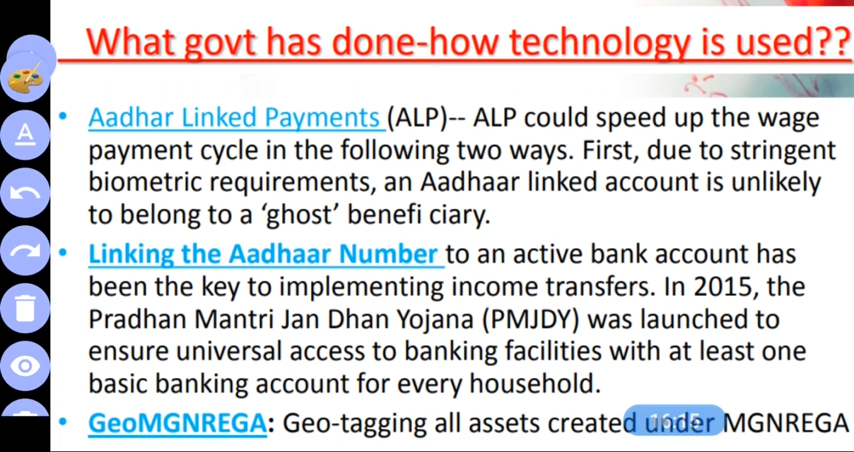 What govt has done-how technology is used??
• Aadhar Linked Payments (ALP)-- ALP could speed up the wage
payment cycle in the following two ways. First, due to stringent
biometric requirements, an Aadhaar linked account is unlikely
to belong to a ‘ghost’ benefi ciary.
• Linking the Aadhaar Number to an active bank account has
been the key to implementing income transfers. In 2015, the
Pradhan Mantri Jan Dhan Yojana (PMJDY) was launched to
ensure universal access to banking facilities with at least one
basic banking account for every household.
• GeoMGNREGA: Geo-tagging all assets created under MGNREGA
A